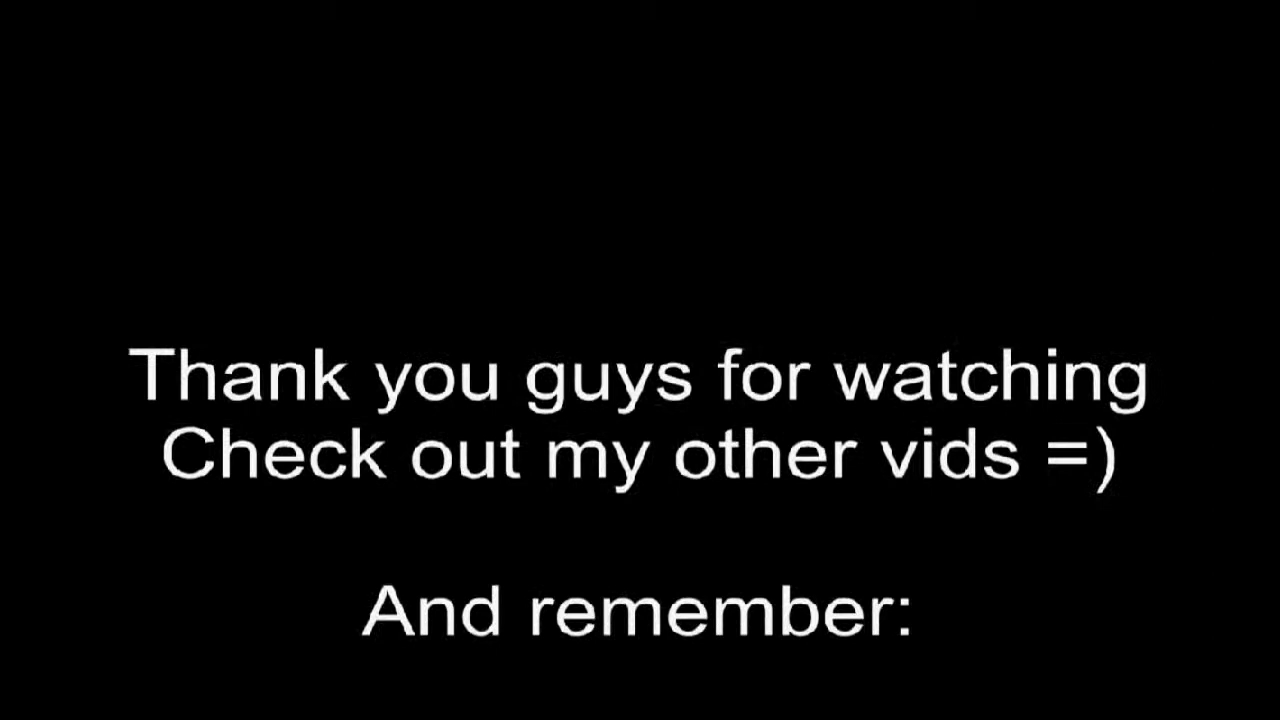 Thank you guys for watching
Check out my other vids =)
And remember: